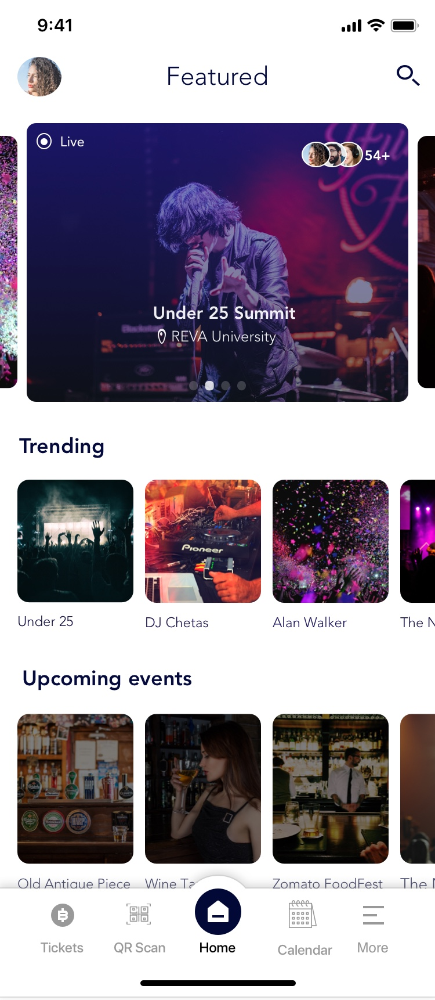 9:41
Featured
Live
54+
Under 25 Summit
REVA University
Trending
Pioneer
Under 25
DJ Chetas
Alan Walker
The N
Upcoming events
HARP
Old Antique Piece
Wine Ta
Zomato FoodFest
The N
Tickets
QR Scan
Home
Calendar
More